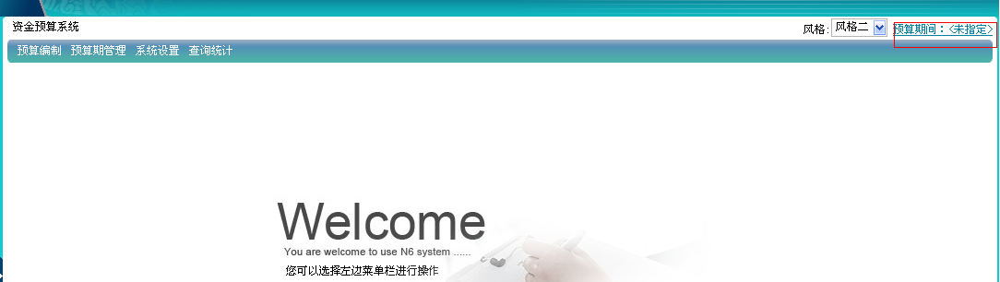 资金预算系统 风格: 风格二 预算期间：<未指定>
预算编制 预算期管理 系统设置 查询统计
Welcome
You are welcome to use N6 system ......
您可以选择左边菜单栏进行操作